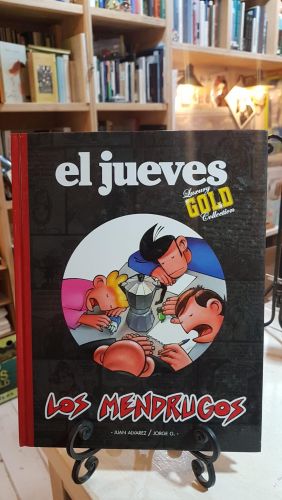 el jueves
Luxury
GOLD
Collection
LOS MENDRUGOS
- JUAN ALVAREZ / JORGE G. -